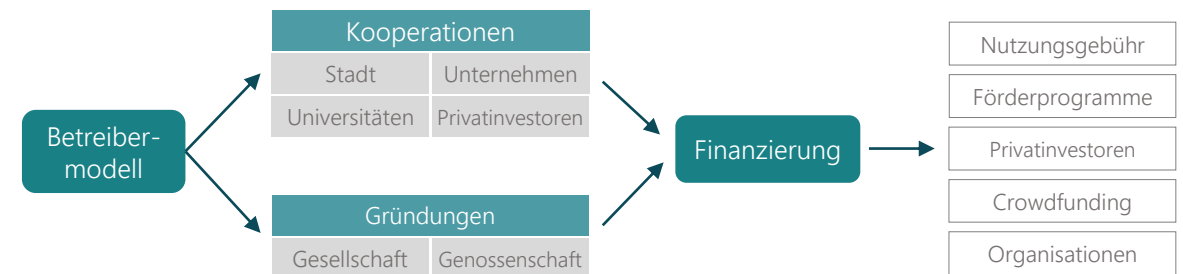 Betreiber-
modell
Kooperationen
Stadt Unternehmen
Universitäten Privatinvestoren
Gründungen
Gesellschaft Genossenschaft
Finanzierung
Nutzungsgebühr
Förderprogramme
Privatinvestoren
Crowdfunding
Organisationen